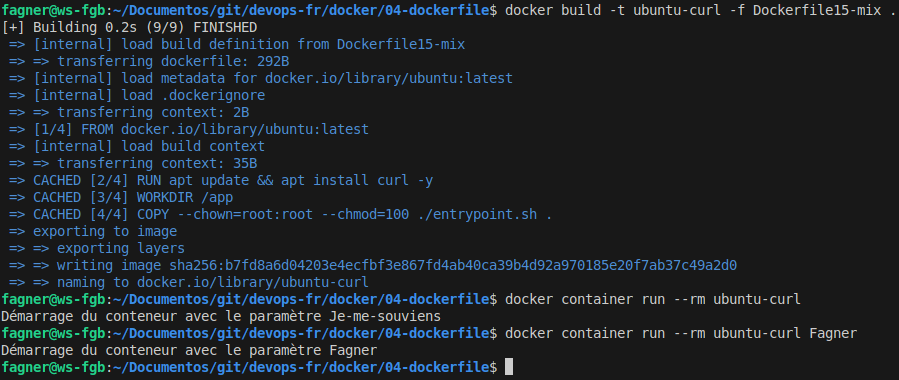 fagner@ws-fgb:~/Documentos/git/devops-fr/docker/04-dockerfile$ docker build -t ubuntu-curl -f Dockerfile15-mix .
[+] Building 0.2s (9/9) FINISHED
=> [internal] load build definition from Dockerfile15-mix
=> => transferring dockerfile: 292B
=> [internal] load metadata for docker.io/library/ubuntu:latest
=> [internal] load .dockerignore
=> => transferring context: 2B
=> [1/4] FROM docker.io/library/ubuntu:latest
=> [internal] load build context
=> => transferring context: 35B
=> CACHED [2/4] RUN apt update && apt install curl -y
=> CACHED [3/4] WORKDIR /app
=> CACHED [4/4] COPY --chown=root:root --chmod=100 ./entrypoint.sh .
=> exporting to image
=> => exporting layers
=> => writing image sha256:b7fd8a6d04203e4ecfbf3e867fd4ab40ca39b4d92a970185e20f7ab37c49a2d0
=> => naming to docker.io/library/ubuntu-curl
fagner@ws-fgb:~/Documentos/git/devops-fr/docker/04-dockerfile$ docker container run --rm ubuntu-curl
Démarrage du conteneur avec le paramètre Je-me-souviens
fagner@ws-fgb:~/Documentos/git/devops-fr/docker/04-dockerfile$ docker container run --rm ubuntu-curl Fagner
Démarrage du conteneur avec le paramètre Fagner
fagner@ws-fgb:~/Documentos/git/devops-fr/docker/04-dockerfile$